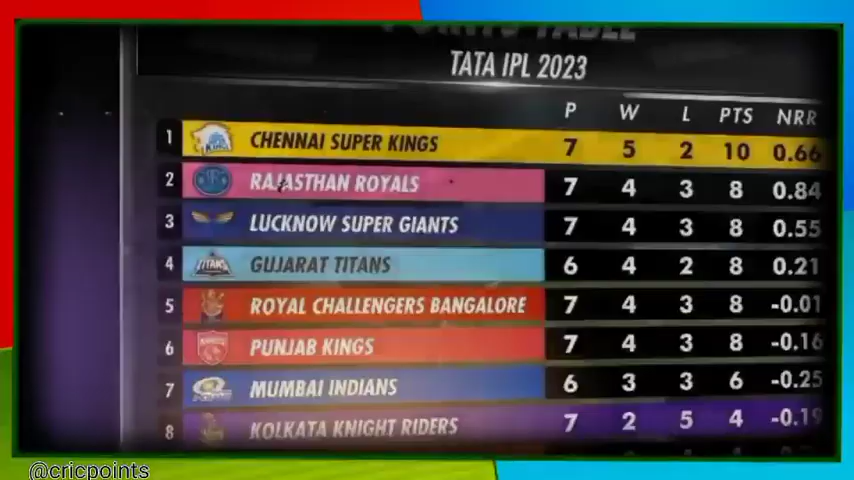 POINTS TABLE
TATA IPL 2023
P W L PTS NRR
1 CHENNAI SUPER KINGS 7 5 2 10 0.66
2 RAJASTHAN ROYALS 7 4 3 8 0.84
3 LUCKNOW SUPER GIANTS 7 4 3 8 0.55
4 TITANS GUJARAT TITANS 6 4 2 8 0.21
5 ROYAL CHALLENGERS BANGALORE 7 4 3 8 -0.01
6 PUNJAB KINGS 7 4 3 8 -0.16
7 MUMBAI INDIANS 6 3 3 6 -0.25
8 KOLKATA KNIGHT RIDERS 7 2 5 4 -0.19
@cricpoints